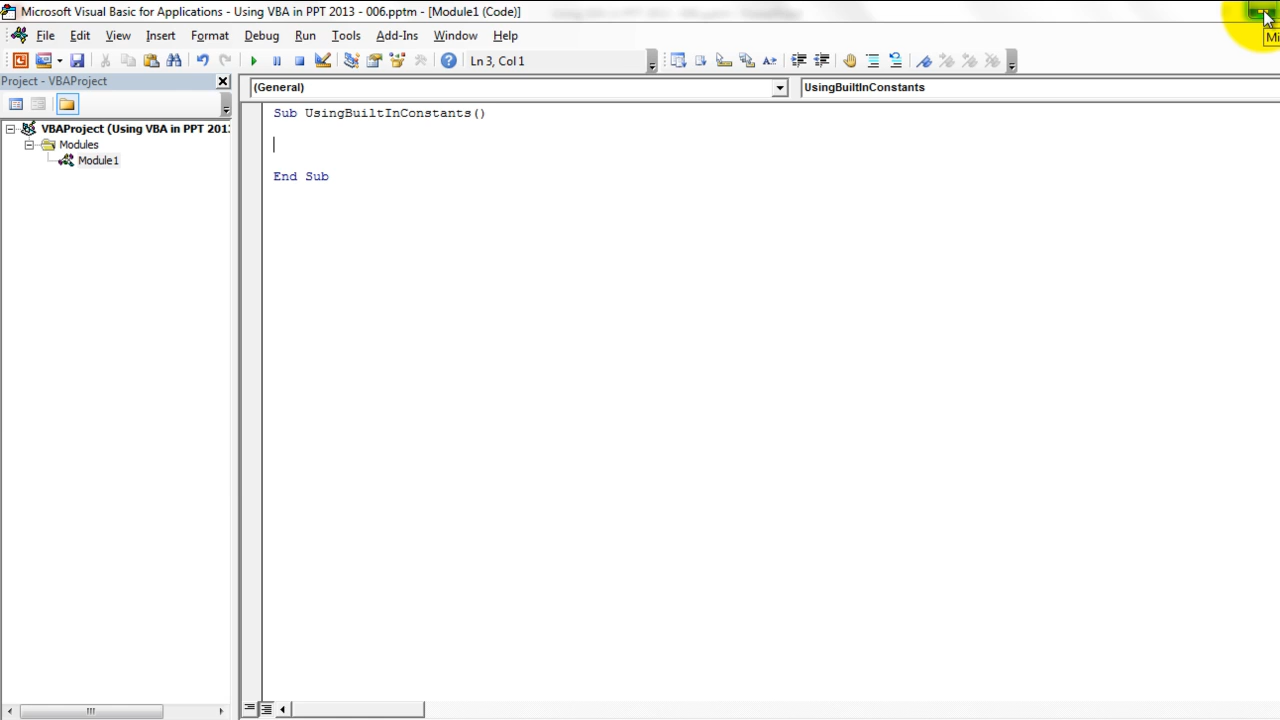 Microsoft Visual Basic for Applications - Using VBA in PPT 2013 - 006.pptm - [Module1 (Code)]
Mi
File Edit View Insert Format Debug Run Tools Add-Ins Window Help
Ln 3, Col 1
Project - VBAProject
(General)
UsingBuiltInConstants
VBAProject (Using VBA in PPT 201
Modules
Module1
Sub UsingBuiltInConstants()
End Sub